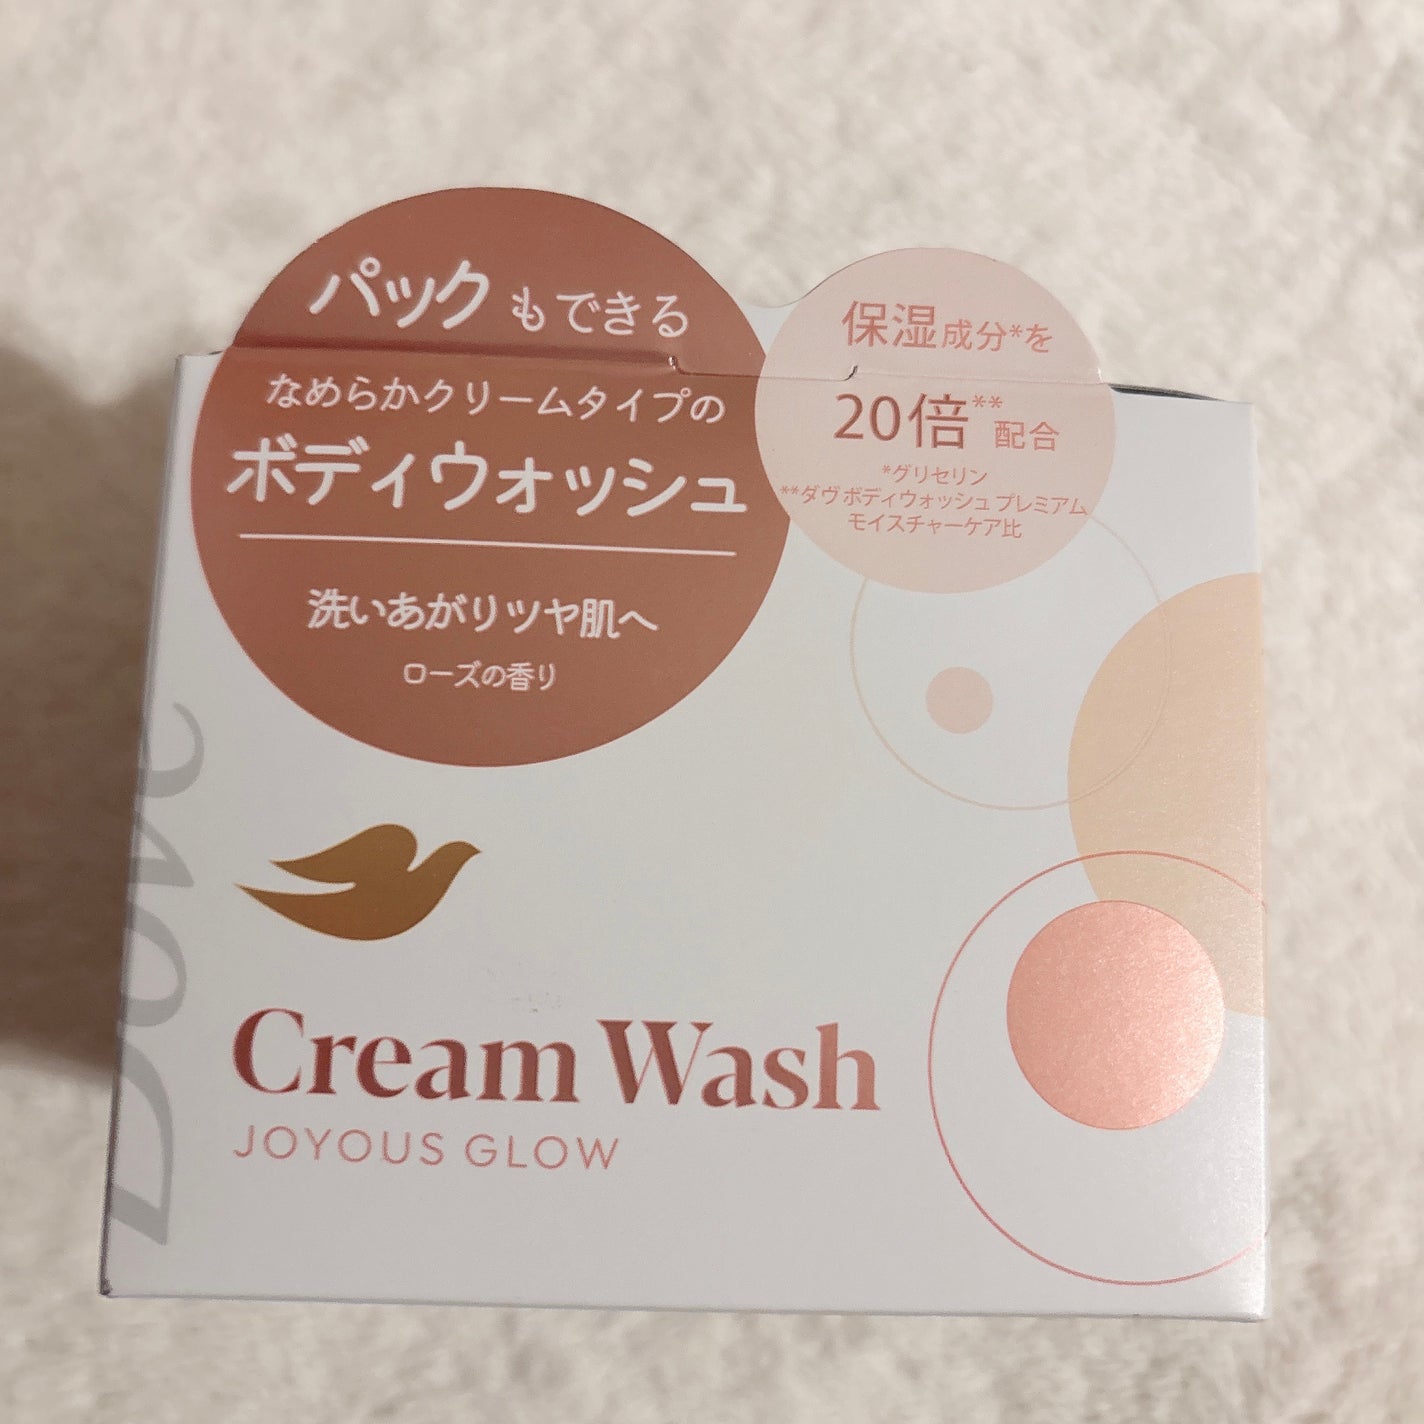 パックもできる
なめらかクリームタイプの
ボディウォッシュ
洗いあがりツヤ肌へ
ローズの香り
保湿成分*を
20倍**配合
*グリセリン
**ダヴ ボディウォッシュ プレミアム
モイスチャーケア比
Dove
Cream Wash
JOYOUS GLOW